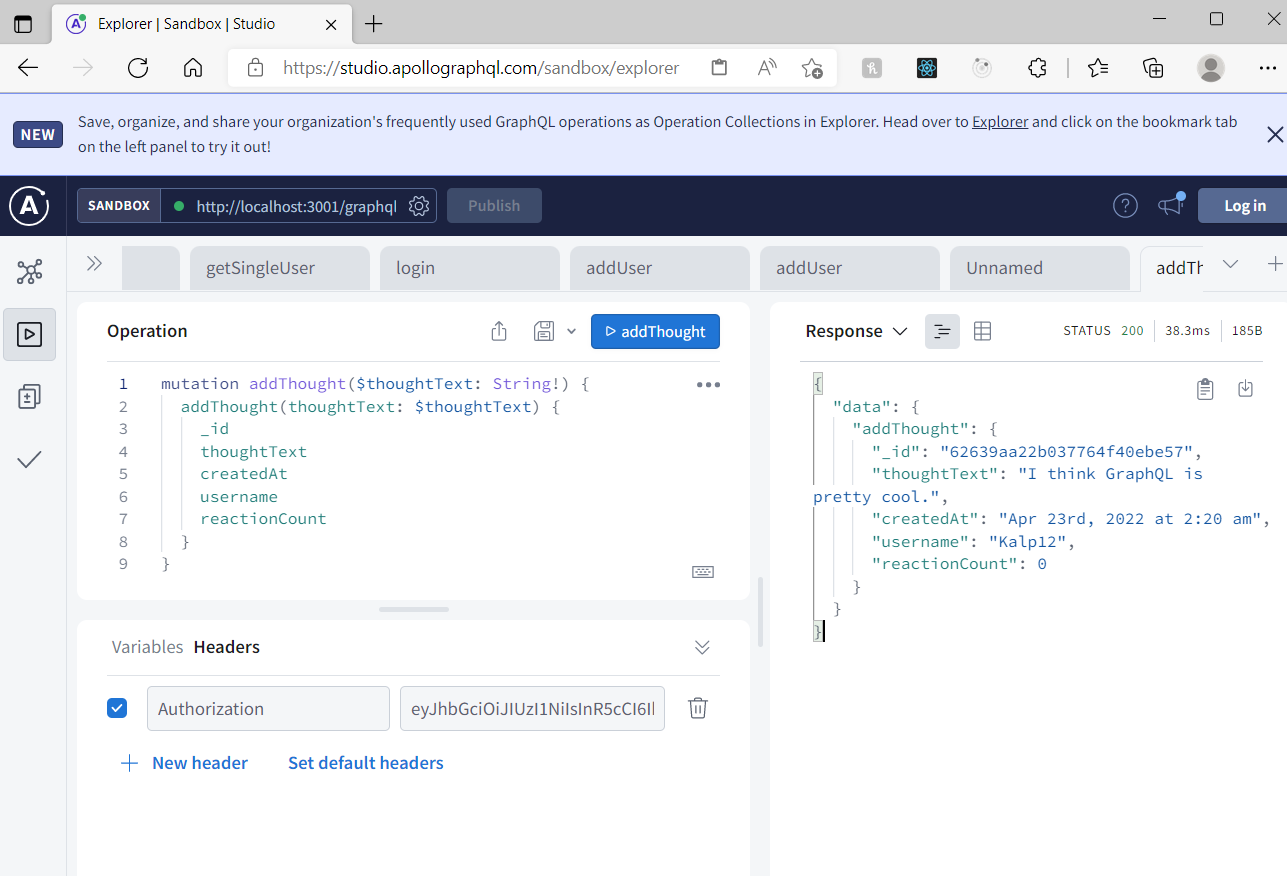 Explorer | Sandbox | Studio
https://studio.apollographql.com/sandbox/explorer
NEW
Save, organize, and share your organization's frequently used GraphQL operations as Operation Collections in Explorer. Head over to Explorer and click on the bookmark tab
on the left panel to try it out!
SANDBOX http://localhost:3001/graphql Publish Log in
getSingleUser login addUser addUser Unnamed addTh
Operation
addThought
1 mutation addThought($thoughtText: String!) {
2 addThought(thoughtText: $thoughtText) {
3 _id
4 thoughtText
5 createdAt
6 username
7 reactionCount
8 }
9 }
Variables Headers
Authorization eyJhbGciOiJIUzI1NiIsInR5cCI6Il
New header Set default headers
Response STATUS 200 38.3ms 185B
{
"data": {
"addThought": {
"_id": "62639aa22b037764f40ebe57",
"thoughtText": "I think GraphQL is
pretty cool.",
"createdAt": "Apr 23rd, 2022 at 2:20 am",
"username": "Kalp12",
"reactionCount": 0
}
}
}